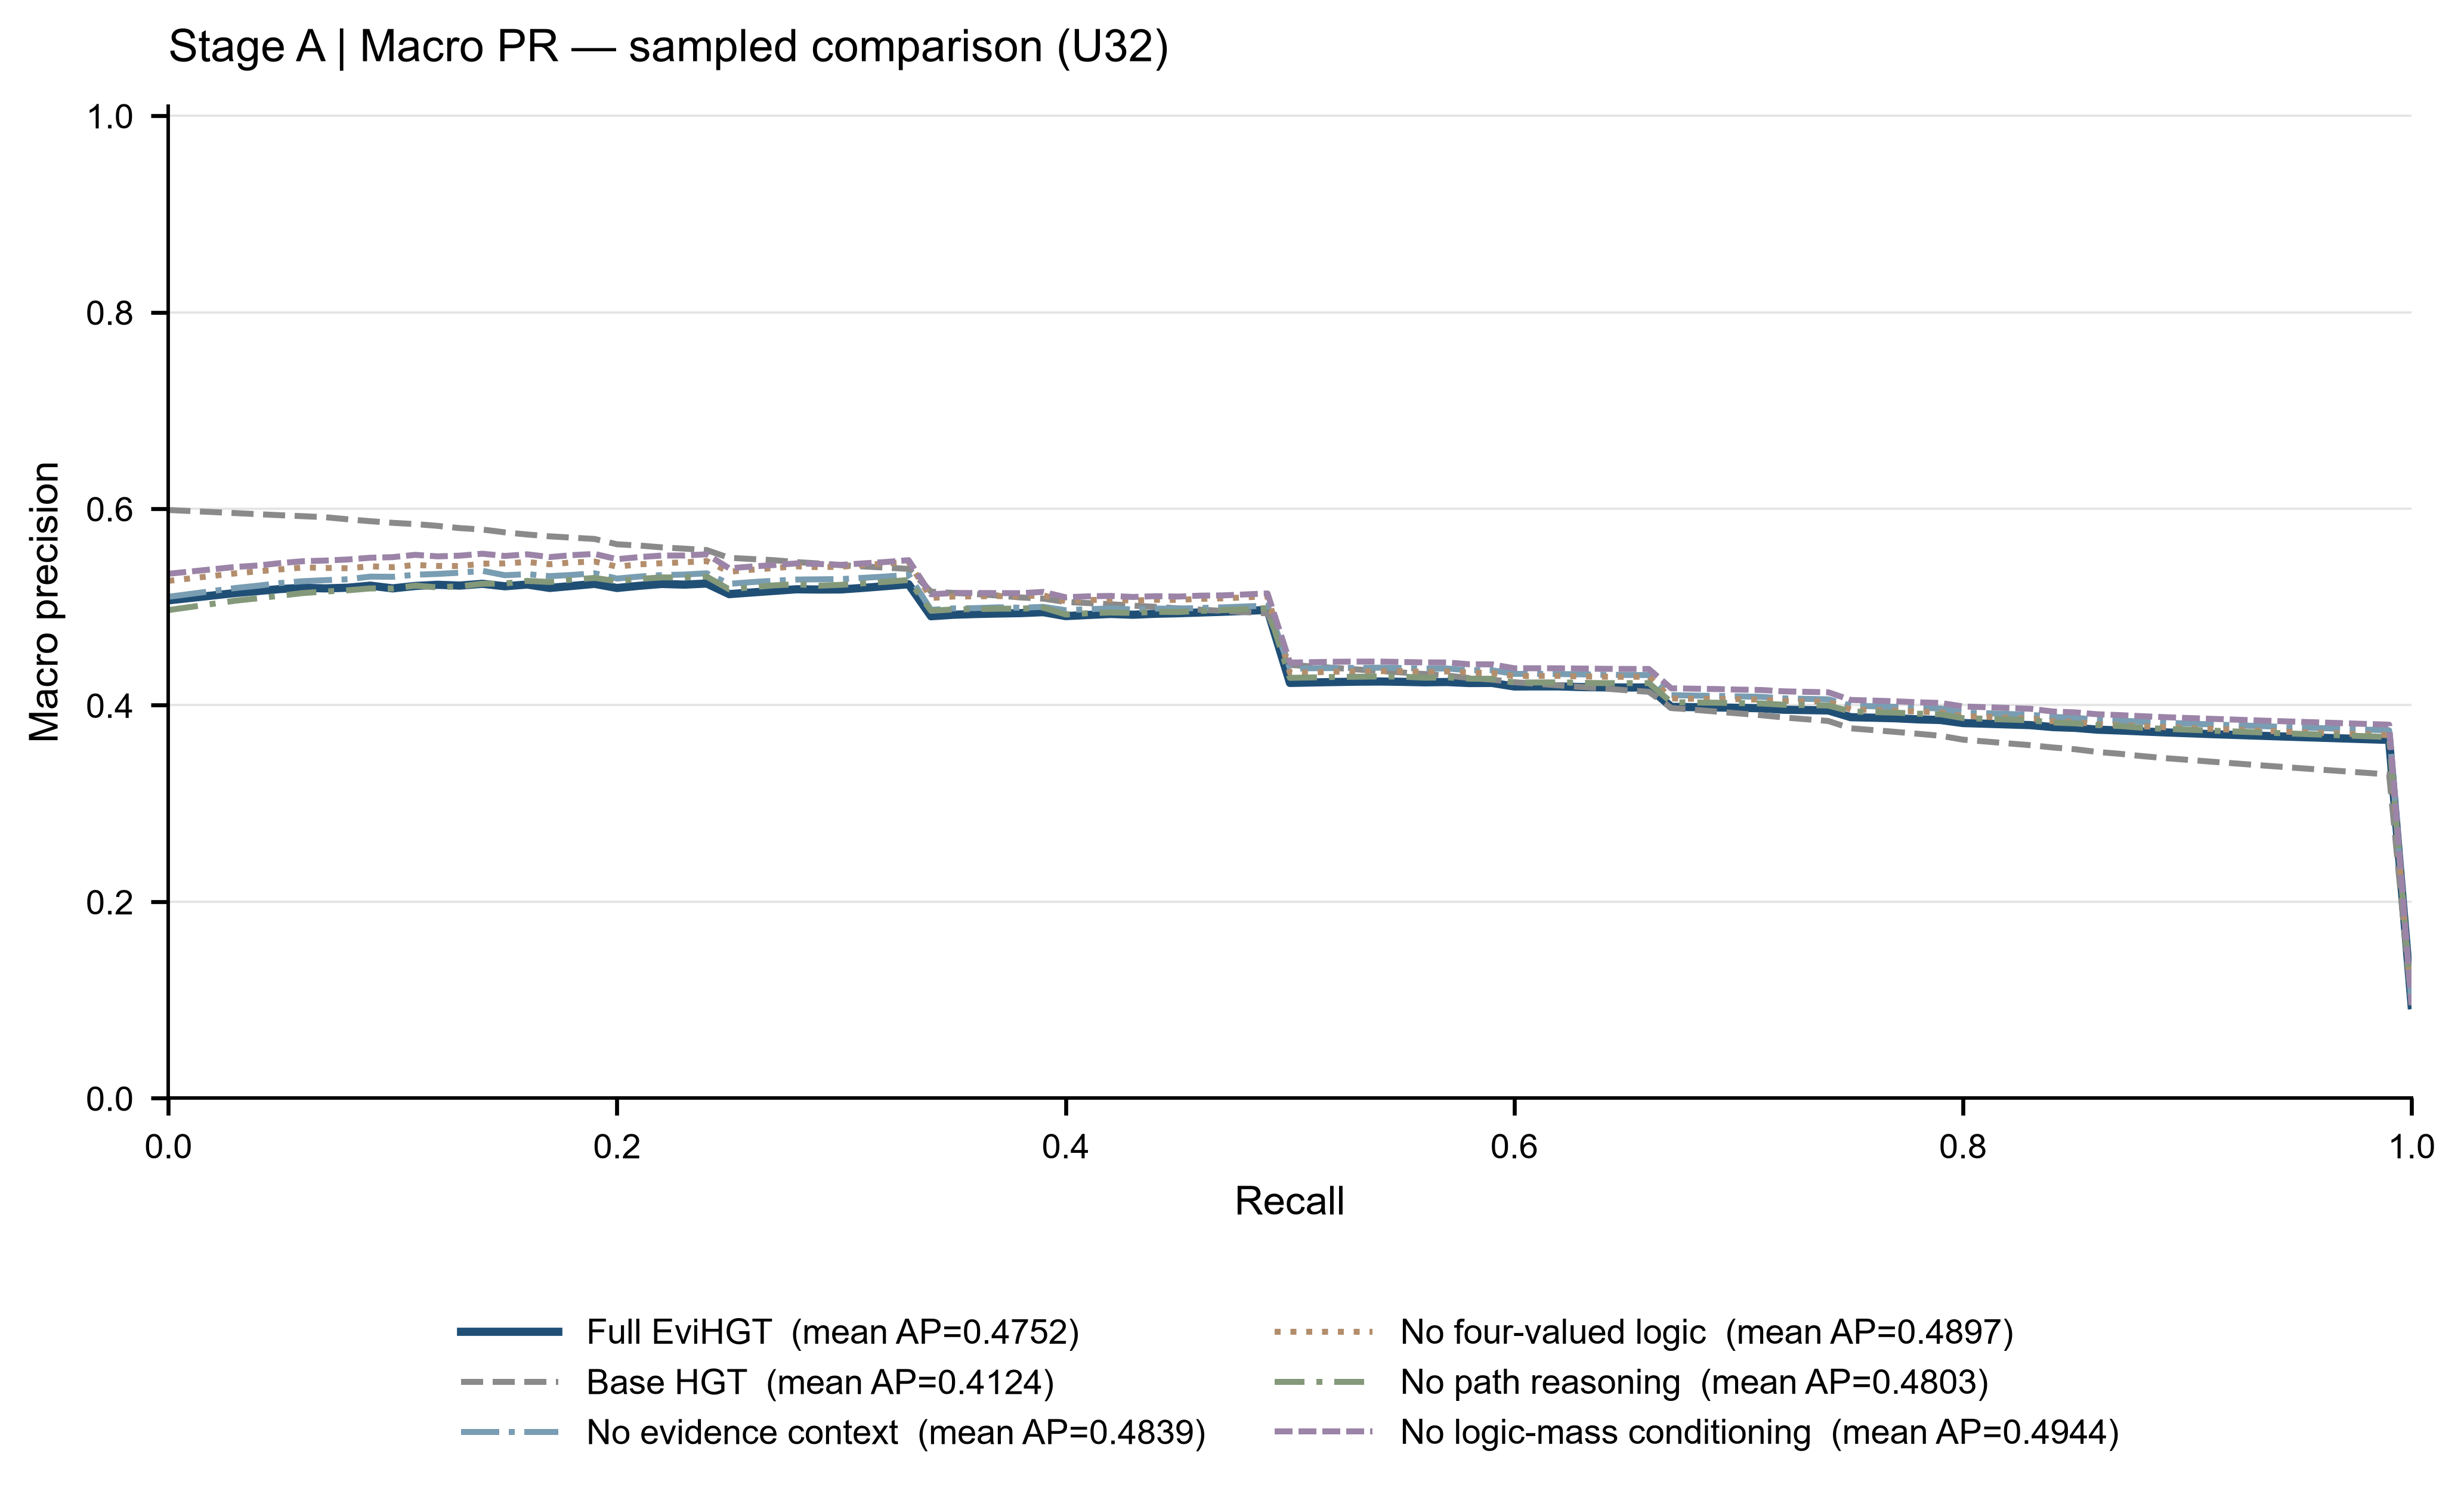 Stage A | Macro PR — sampled comparison (U32)
1.0
0.8
0.6
0.4
0.2
0.0
Macro precision
0.0 0.2 0.4 0.6 0.8 1.0
Recall
Full EviHGT (mean AP=0.4752)
Base HGT (mean AP=0.4124)
No evidence context (mean AP=0.4839)
No four-valued logic (mean AP=0.4897)
No path reasoning (mean AP=0.4803)
No logic-mass conditioning (mean AP=0.4944)